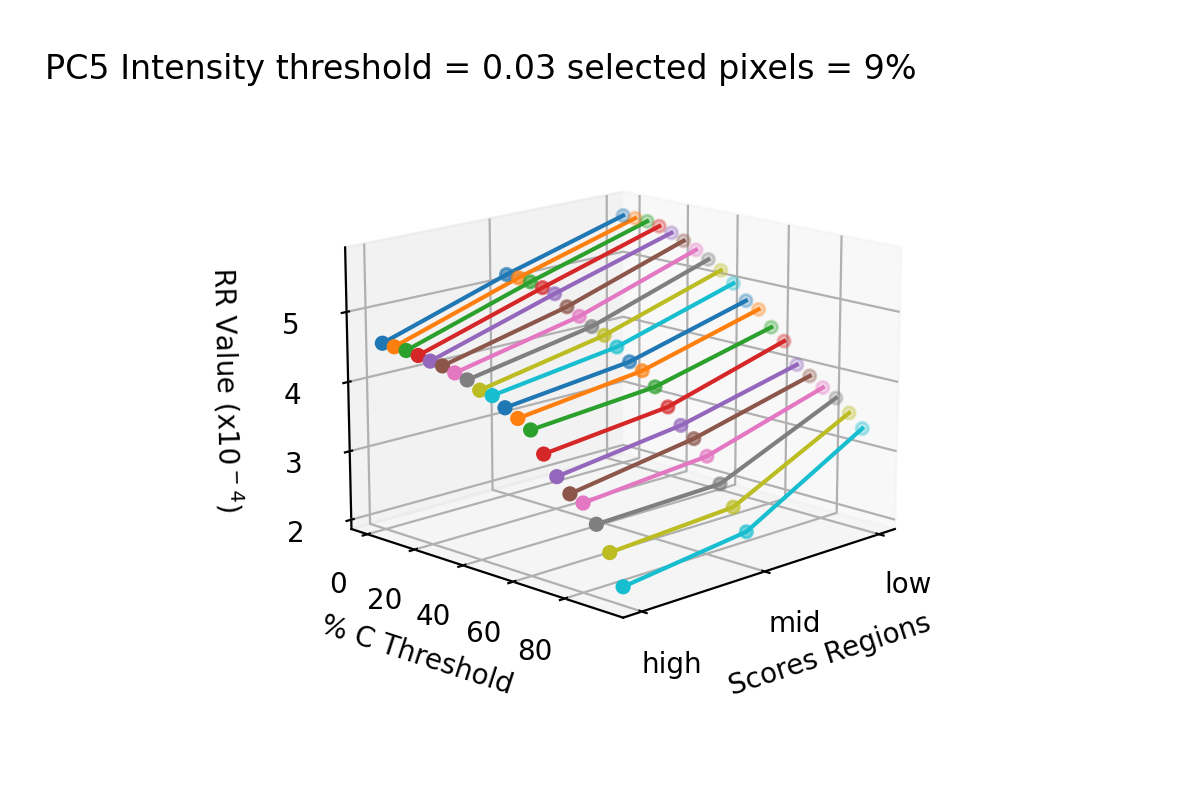 PC5 Intensity threshold = 0.03 selected pixels = 9%
RR Value (x10⁻⁴)
5
4
3
2
0
20
40
60
80
% C Threshold
high
mid
low
Scores Regions